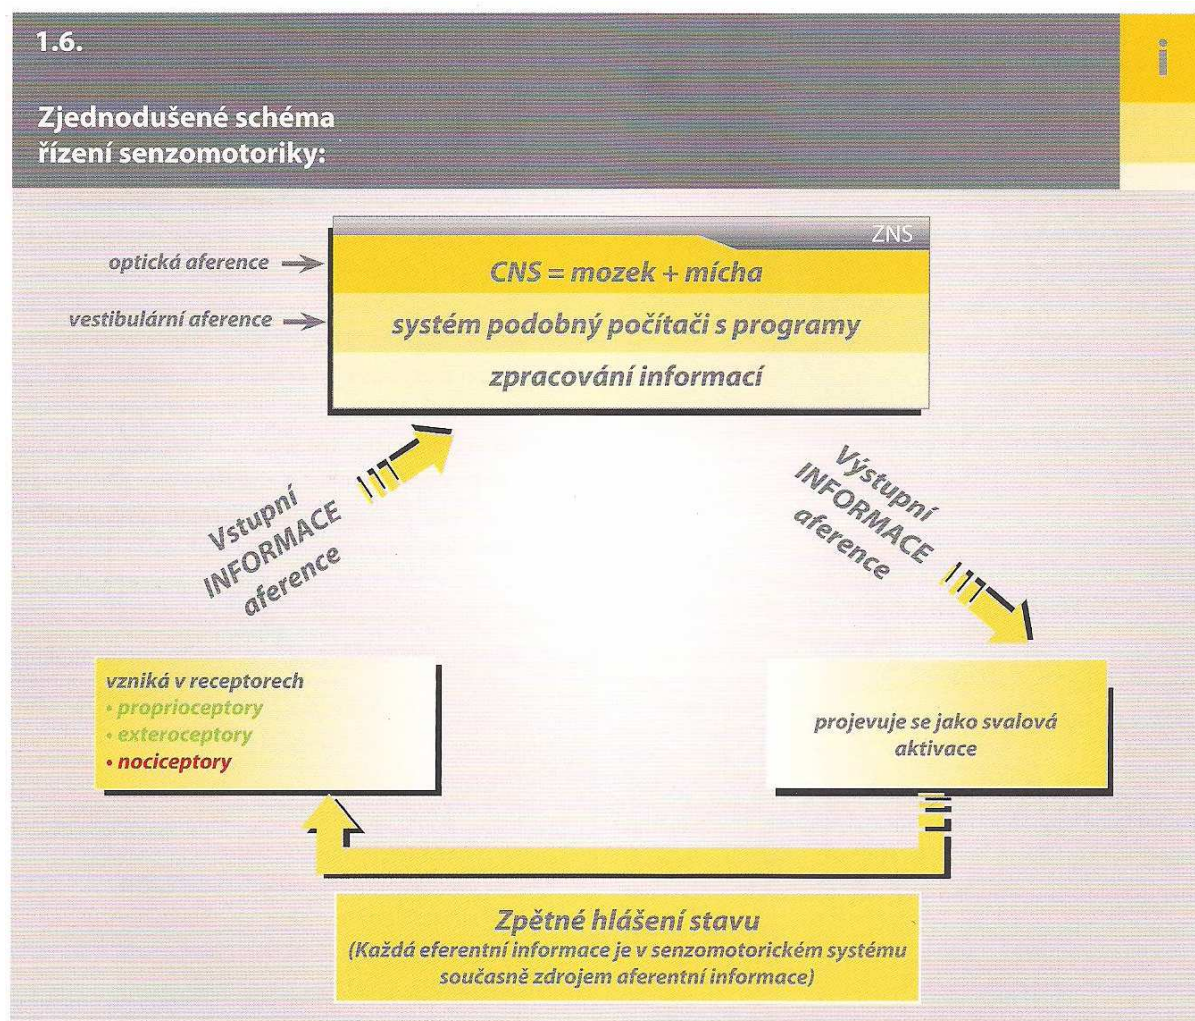 1.6.
i
Zjednodušené schéma
řízení senzomotoriky:
ZNS
optická aference
CNS = mozek + mícha
vestibulární aference
systém podobný počítači s programy
zpracování informací
Vstupní
INFORMACE
aference
Výstupní
INFORMACE
aference
vzniká v receptorech
• proprioceptory
• exteroceptory
• nociceptory
projevuje se jako svalová
aktivace
Zpětné hlášení stavu
(Každá eferentní informace je v senzomotorickém systému
současně zdrojem aferentní informace)